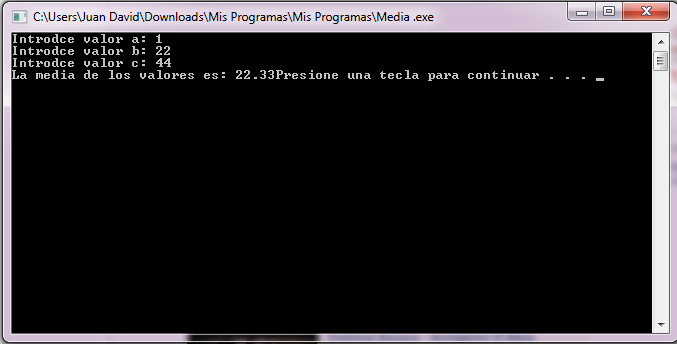 C:\Users\Juan David\Downloads\Mis Programas\Mis Programas\Media .exe
Introdce valor a: 1
Introdce valor b: 22
Introdce valor c: 44
La media de los valores es: 22.33Presione una tecla para continuar . . . _